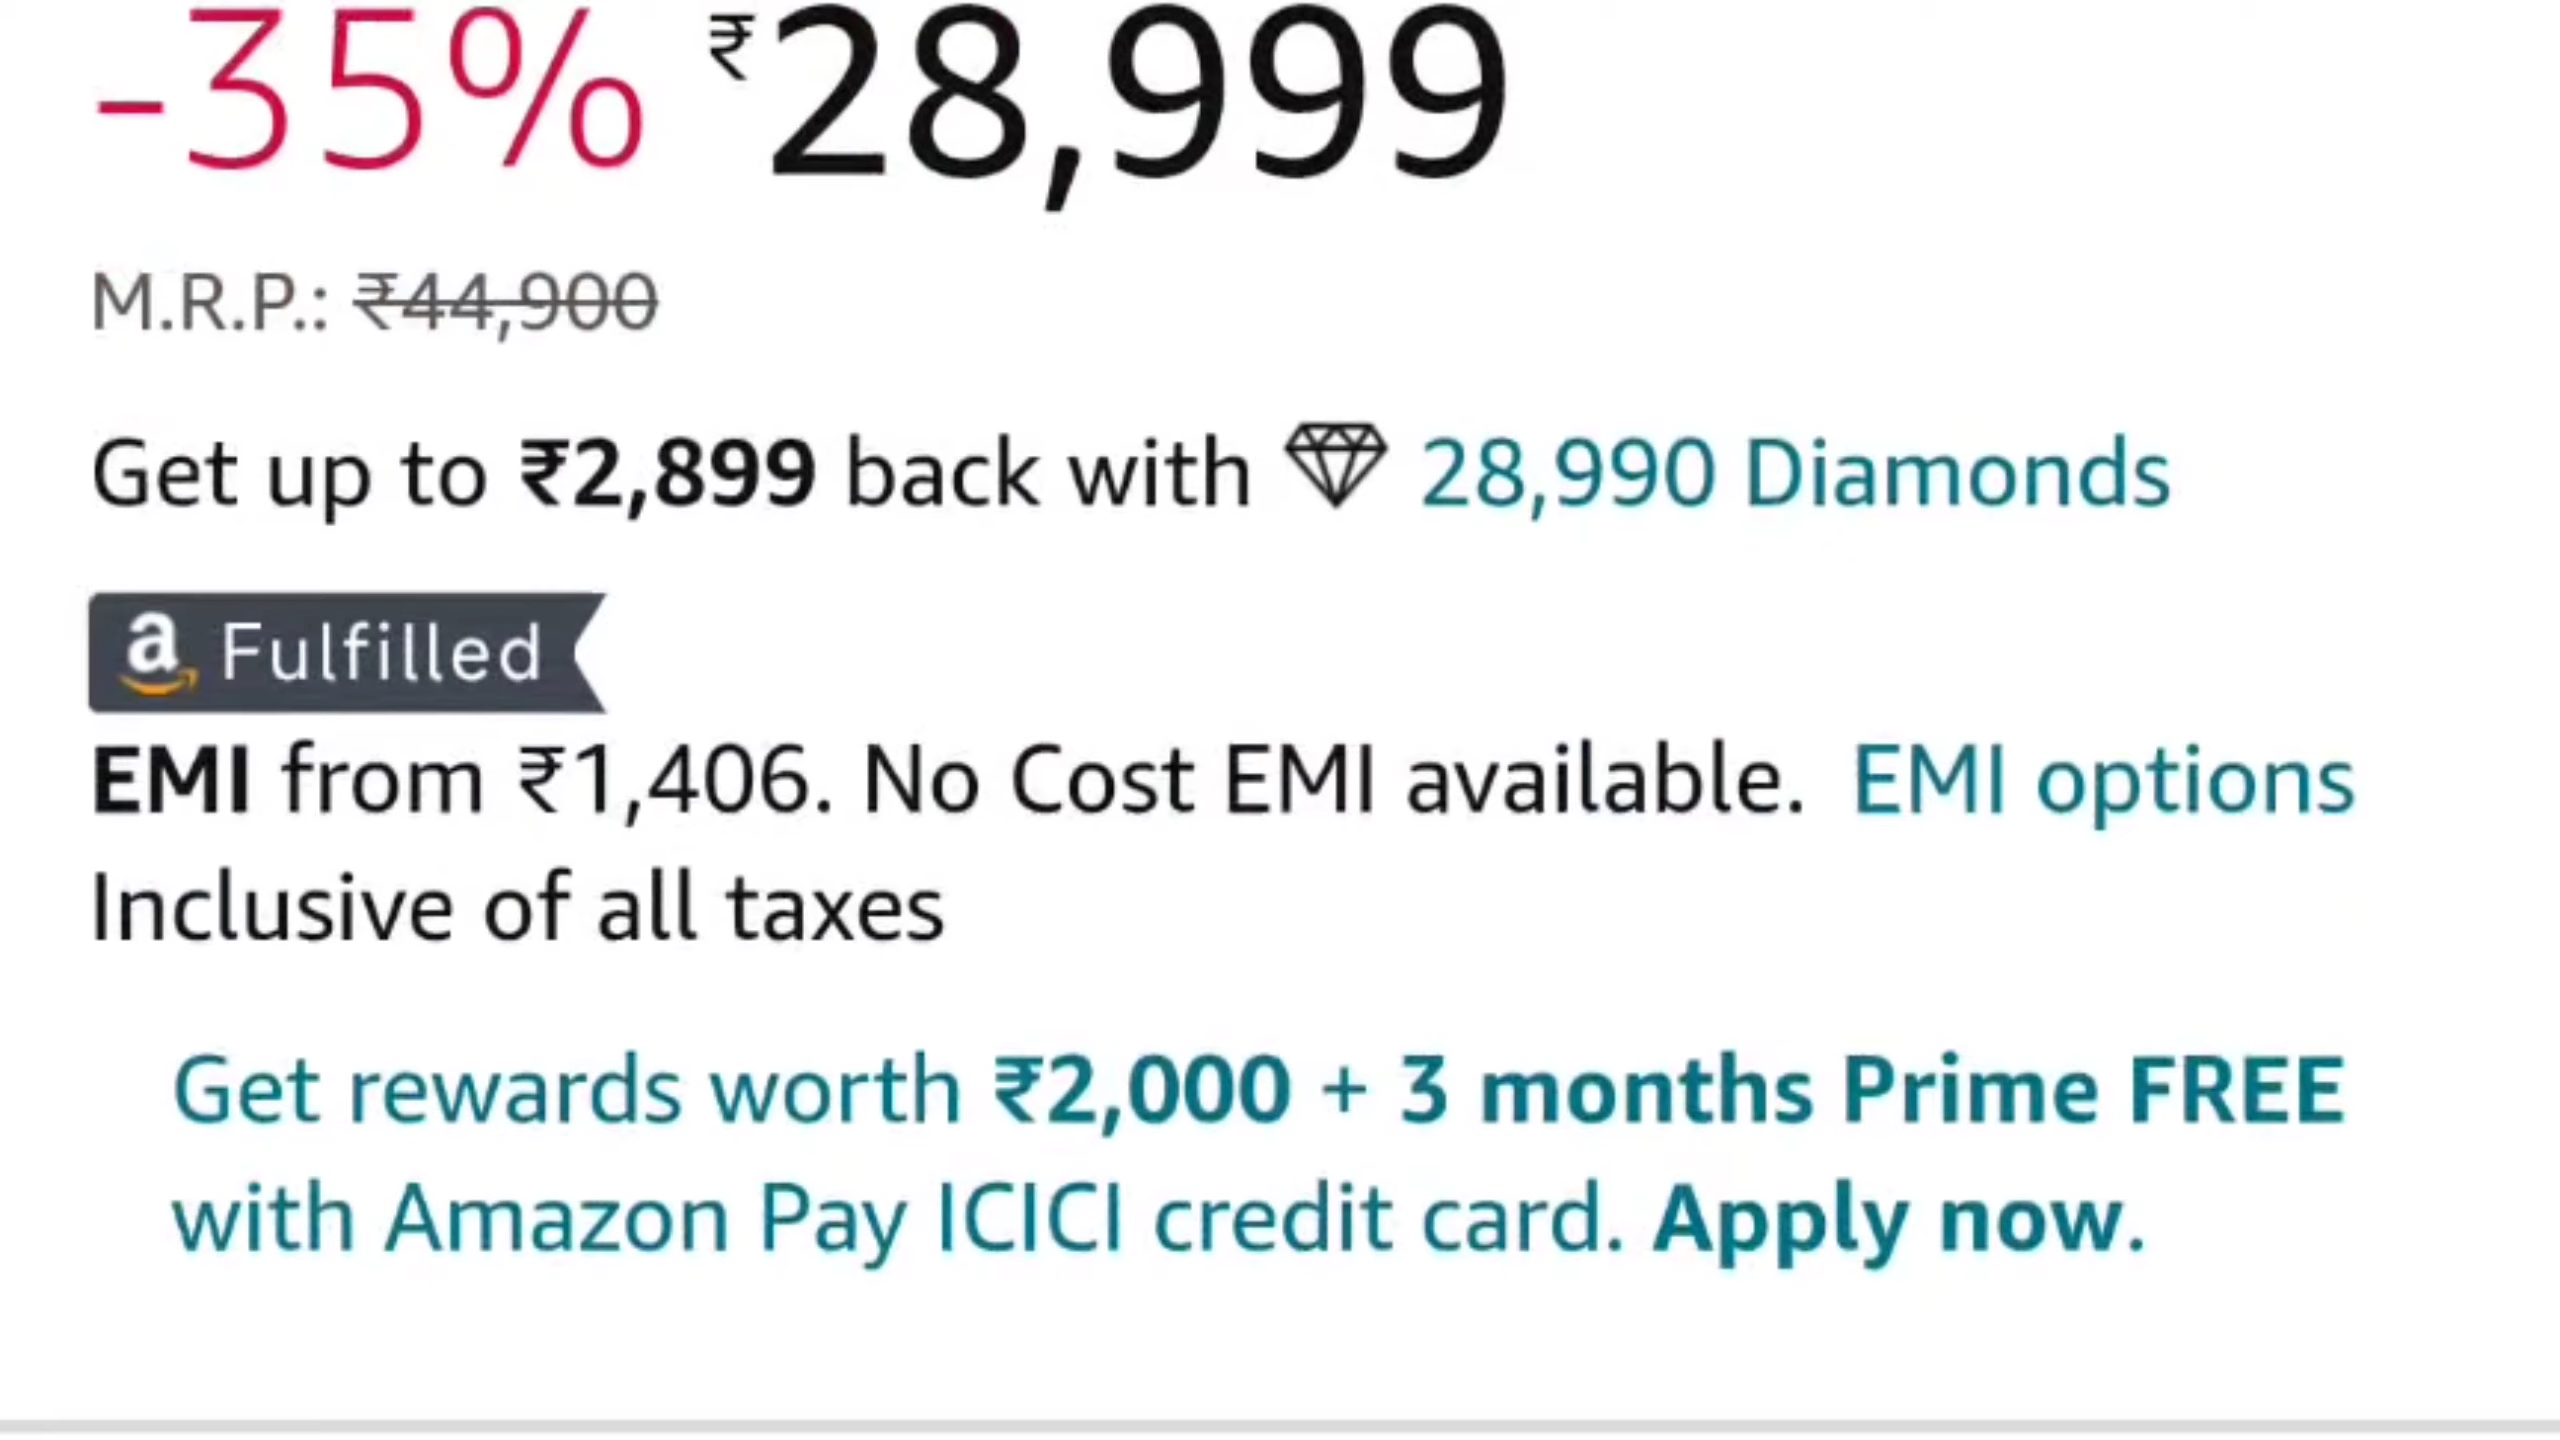 -35% ₹28,999
M.R.P.: ₹44,900
Get up to ₹2,899 back with 28,990 Diamonds
a Fulfilled
EMI from ₹1,406. No Cost EMI available. EMI options
Inclusive of all taxes
Get rewards worth ₹2,000 + 3 months Prime FREE
with Amazon Pay ICICI credit card. Apply now.